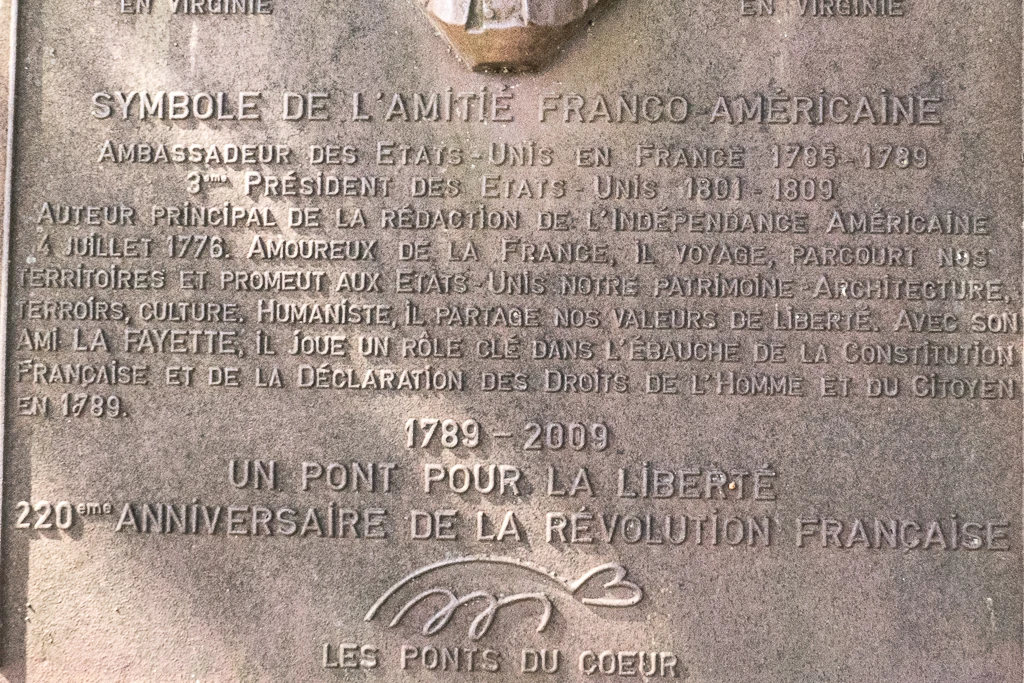 EN VIRGINIE EN VIRGINIE
SYMBOLE DE L'AMITIÉ FRANCO-AMÉRICAINE
AMBASSADEUR DES ETATS-UNIS EN FRANCE 1785-1789
3eme PRÉSIDENT DES ETATS-UNIS 1801-1809
AUTEUR PRINCIPAL DE LA RÉDACTION DE L'INDÉPENDANCE AMÉRICAINE
4 JUILLET 1776. AMOUREUX DE LA FRANCE, IL VOYAGE, PARCOURT NOS
TERRITOIRES ET PROMEUT AUX ETATS-UNIS NOTRE PATRIMOINE-ARCHITECTURE,
TERROIRS, CULTURE. HUMANISTE, IL PARTAGE NOS VALEURS DE LIBERTÉ. AVEC SON
AMI LA FAYETTE, IL JOUE UN RÔLE CLÉ DANS L'ÉBAUCHE DE LA CONSTITUTION
FRANÇAISE ET DE LA DÉCLARATION DES DROITS DE L'HOMME ET DU CITOYEN
EN 1789.
1789 - 2009
UN PONT POUR LA LIBERTÉ
220eme ANNIVERSAIRE DE LA RÉVOLUTION FRANÇAISE
LES PONTS DU COEUR